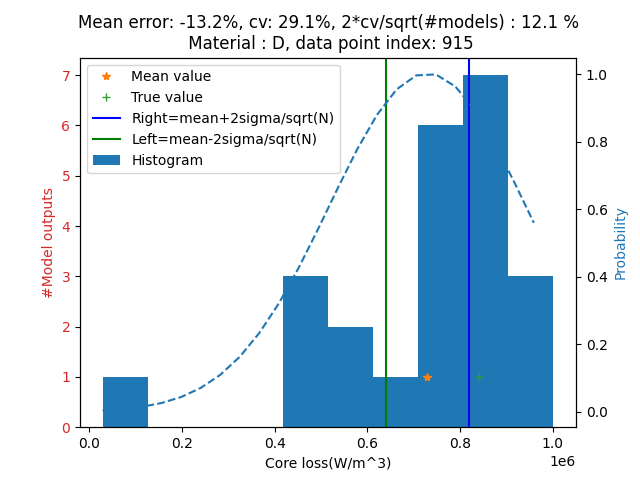 Mean error: -13.2%, cv: 29.1%, 2*cv/sqrt(#models) : 12.1 %
Material : D, data point index: 915
Mean value
True value
Right=mean+2sigma/sqrt(N)
Left=mean-2sigma/sqrt(N)
Histogram
#Model outputs
7
6
5
4
3
2
1
0
1.0
0.8
0.6
0.4
0.2
0.0
Probability
0.0 0.2 0.4 0.6 0.8 1.0
1e6
Core loss(W/m^3)